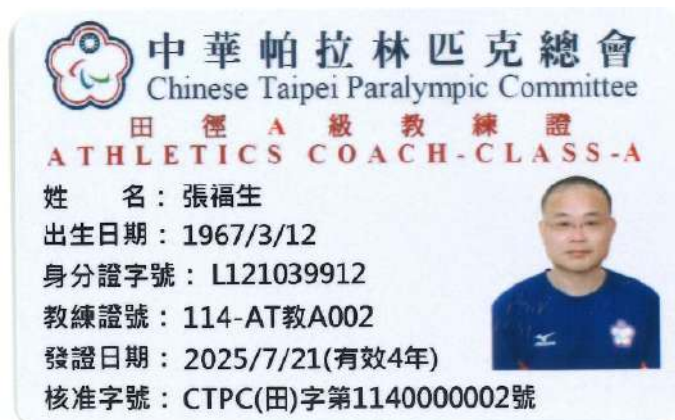 中華帕拉林匹克總會
Chinese Taipei Paralympic Committee
田徑A級教練證
ATHLETICS COACH-CLASS-A
姓　　名：張福生
出生日期：1967/3/12
身分證字號：L121039912
教練證號：114-AT教A002
發證日期：2025/7/21(有效4年)
核准字號：CTPC(田)字第1140000002號